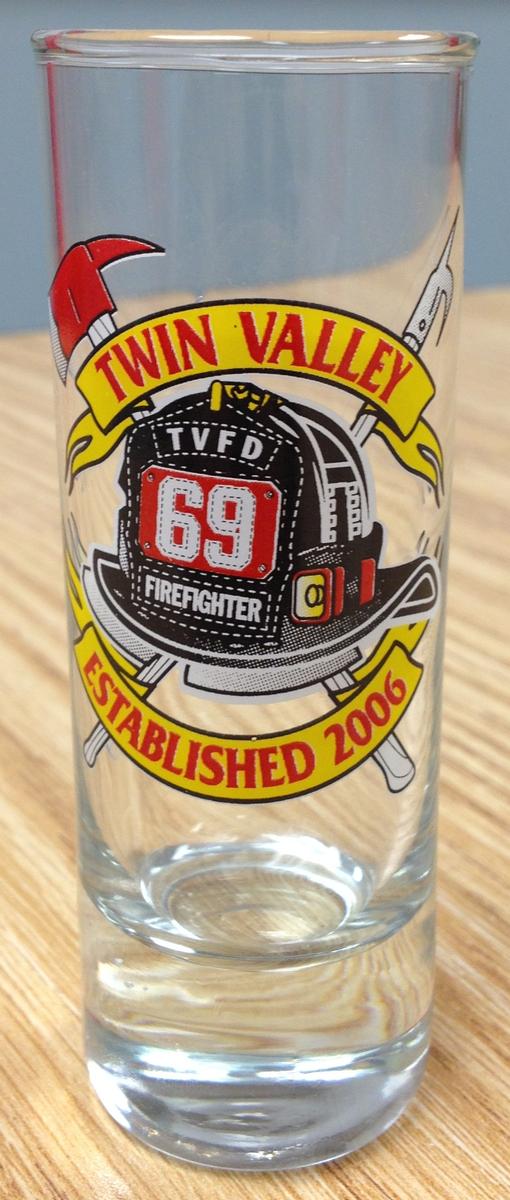 TWIN VALLEY
TVFD
69
FIREFIGHTER
ESTABLISHED 2006